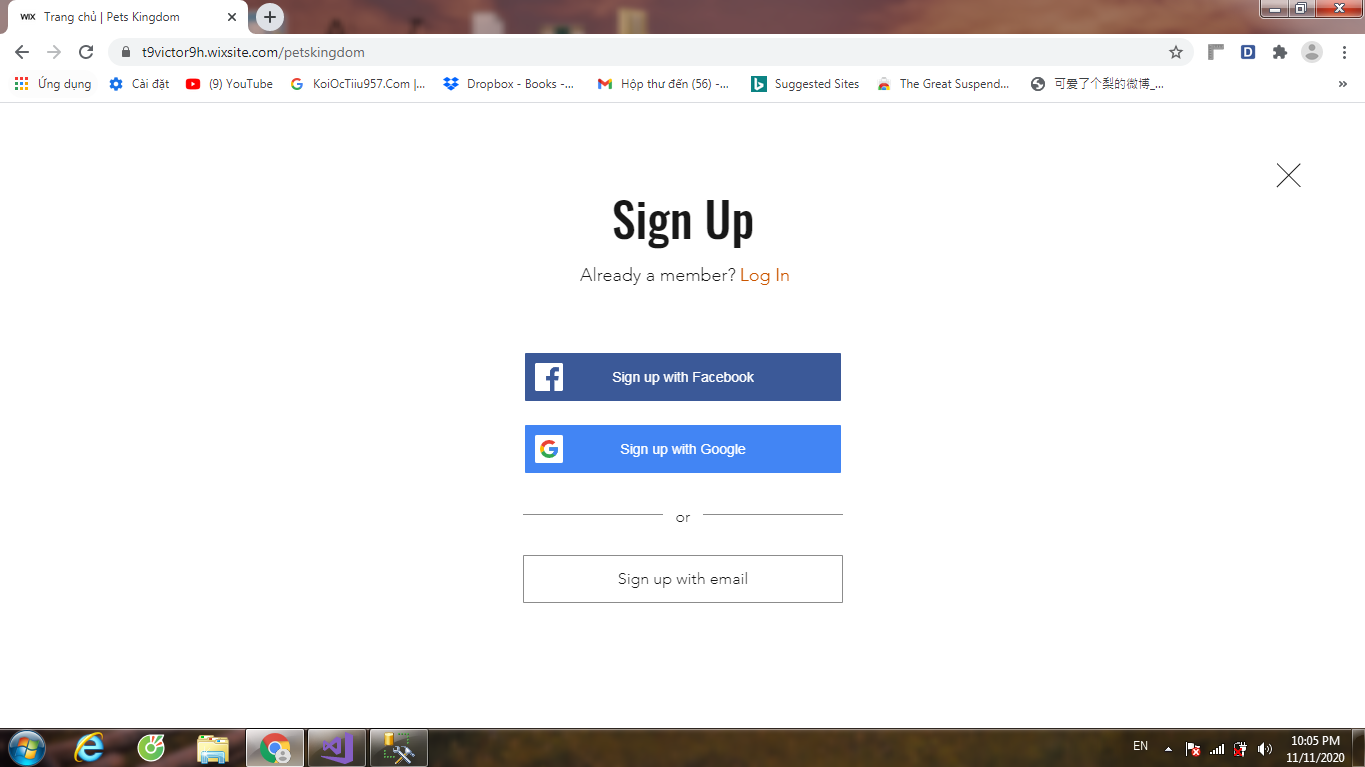 WIX Trang chủ | Pets Kingdom
t9victor9h.wixsite.com/petskingdom
Ứng dụng Cài đặt (9) YouTube KoiOcTiiu957.Com |... Dropbox - Books -... Hộp thư đến (56) -... Suggested Sites The Great Suspend... 可爱了个梨的微博_... »
Sign Up
Already a member? Log In
Sign up with Facebook
Sign up with Google
or
Sign up with email
EN
10:05 PM
11/11/2020